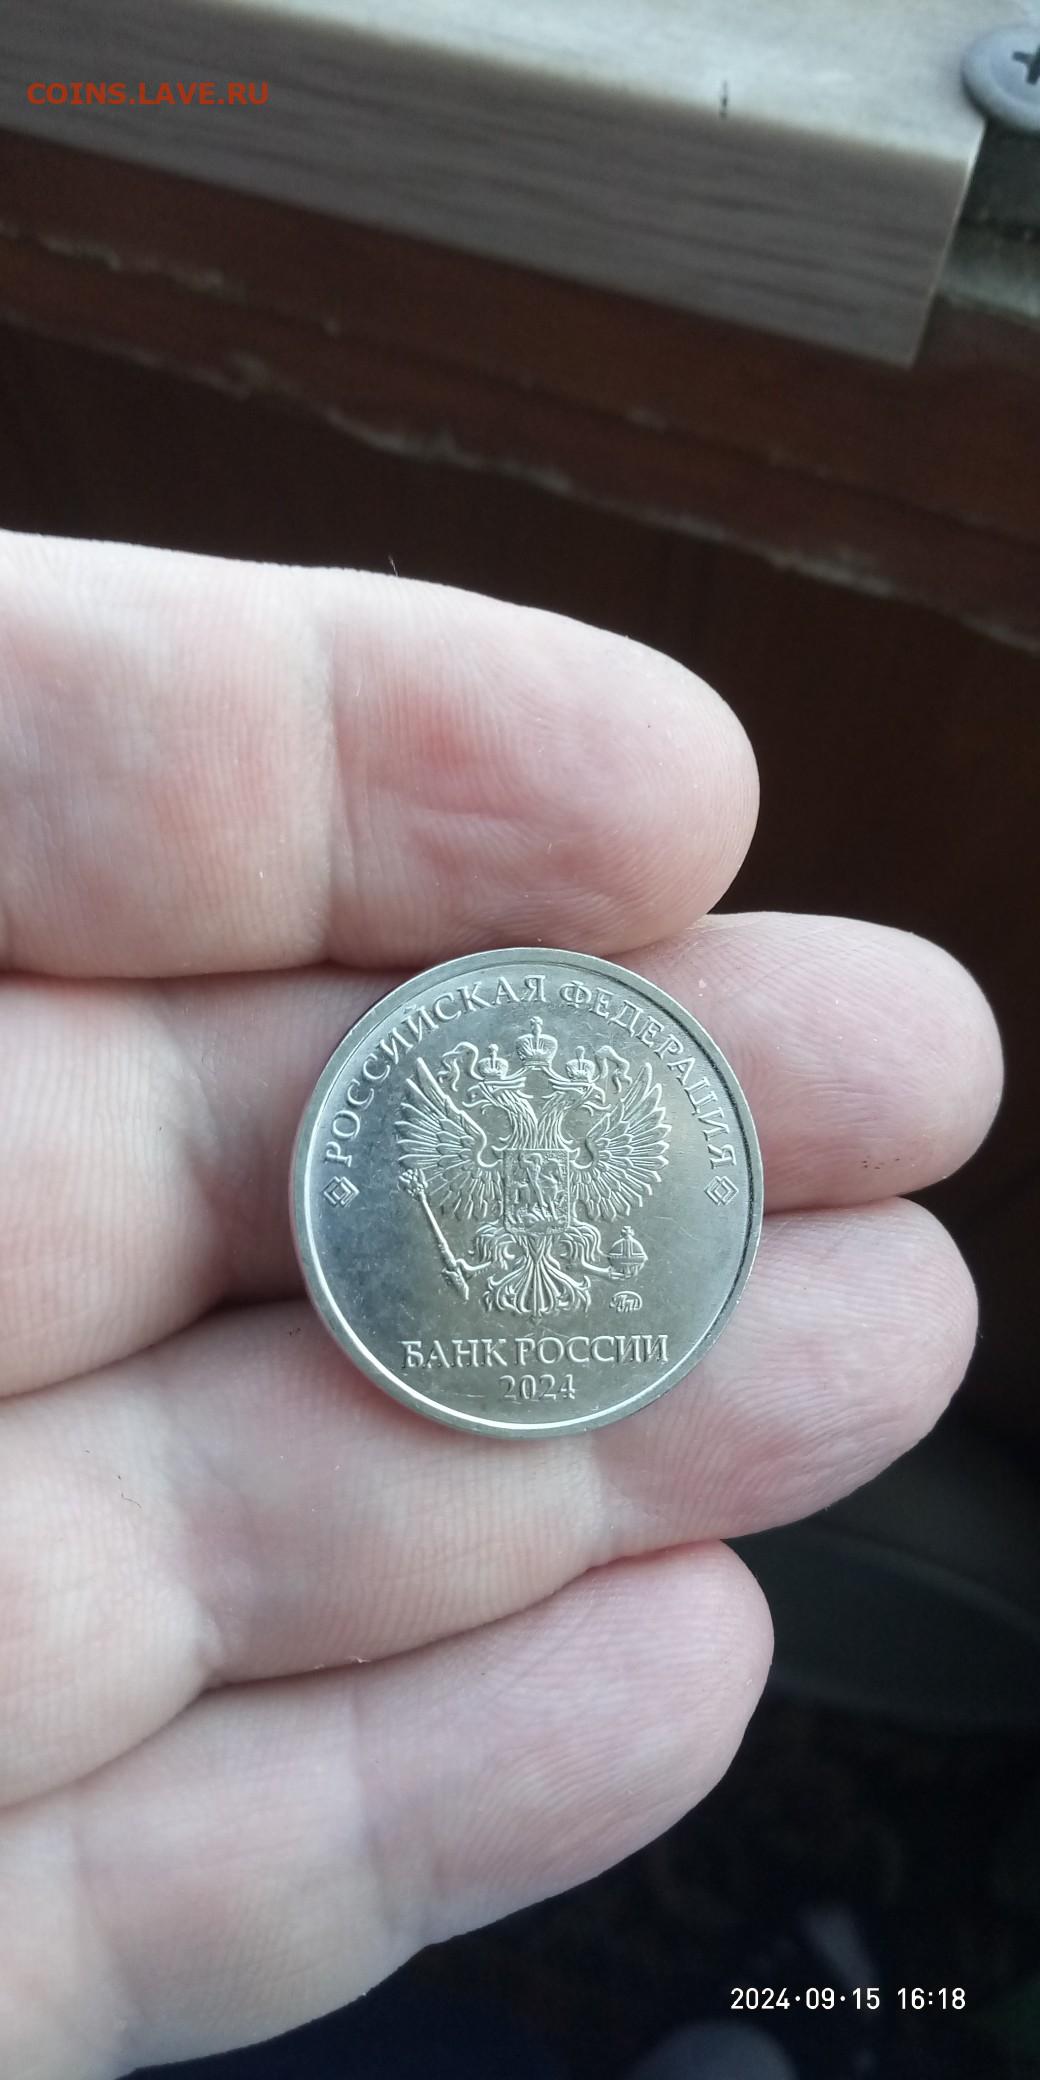 COINS.LAVE.RU
РОССИЙСКАЯ ФЕДЕРАЦИЯ
БАНК РОССИИ
2024
2024·09·15 16:18